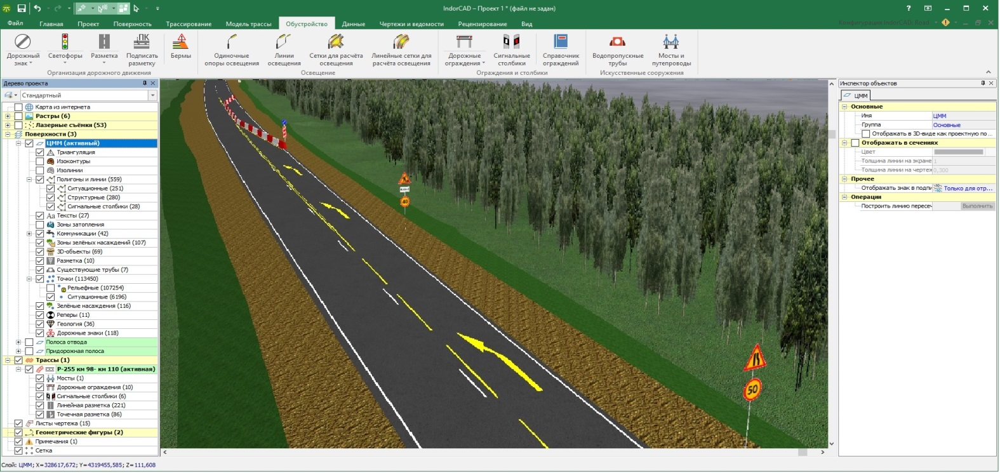 IndorCAD – Проект 1 * (файл не задан)
Файл Главная Проект Поверхность Трассирование Модель трассы Обустройство Данные Чертежи и ведомости Рецензирование Вид
Конфигурация IndorCAD: Road
Дорожный знак
Светофоры
Разметка
Подписать разметку
Бермы
Одиночные опоры освещения
Линии освещения
Сетки для расчёта освещения
Линейные сетки для расчёта освещения
Дорожные ограждения
Сигнальные столбики
Справочник ограждений
Водопропускные трубы
Мосты и путепроводы
Организация дорожного движения
Освещение
Ограждения и столбики
Искусственные сооружения
Дерево проекта
Стандартный
Карта из интернета
Растры (6)
Лазерные съёмки (53)
Поверхности (3)
ЦММ (активный)
Триангуляция
Изоконтуры
Изолинии
Полигоны и линии (559)
Ситуационные (251)
Структурные (280)
Сигнальные столбики (28)
Тексты (27)
Зоны затопления
Коммуникации (42)
Зоны зелёных насаждений (107)
3D-объекты (69)
Разметка (10)
Существующие трубы (7)
Точки (113450)
Рельефные (107254)
Ситуационные (6196)
Зелёные насаждения (116)
Реперы (11)
Геология (36)
Дорожные знаки (118)
Полоса отвода
Придорожная полоса
Трассы (1)
Р-255 км 98- км 110 (активная)
Мосты (1)
Дорожные ограждения (10)
Сигнальные столбики (6)
Линейная разметка (221)
Точечная разметка (86)
Листы чертежа (15)
Геометрические фигуры (2)
Примечания (1)
Сетка
40
50
Инспектор объектов
ЦММ
Основные
Имя ЦММ
Группа Основные
Отображать в 3D-виде как проектную по...
Отображать в сечениях
Цвет
Толщина линии на экране 1
Толщина линии на чертеж 0,300
Прочее
Отображать знак в подпи Только для отр...
Операции
Построить линию пересеч Выполнить
Слой: ЦММ; X=328617,672; Y=4319455,585; Z=111,608